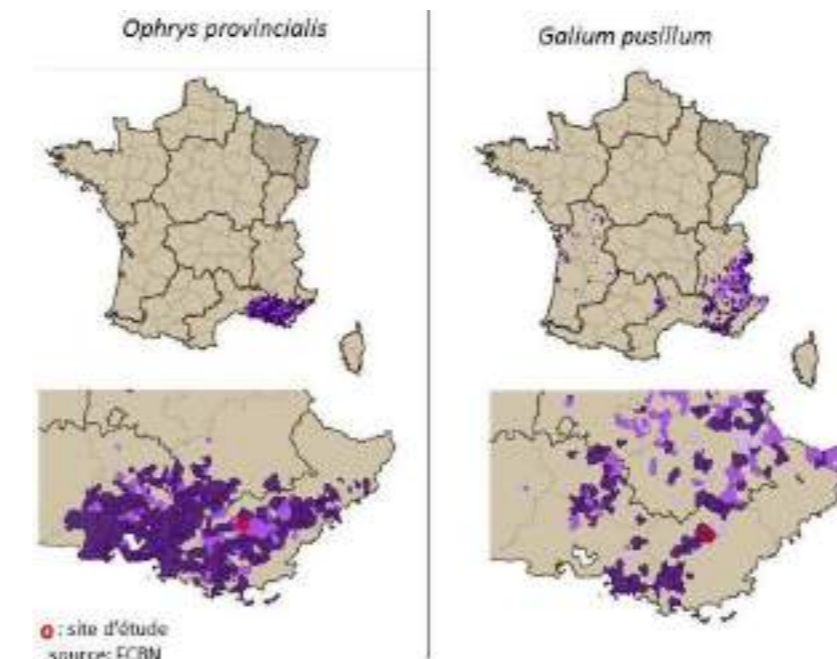 Ophrys provincialis
Galium pusillum
: site d'étude
source: FCBN